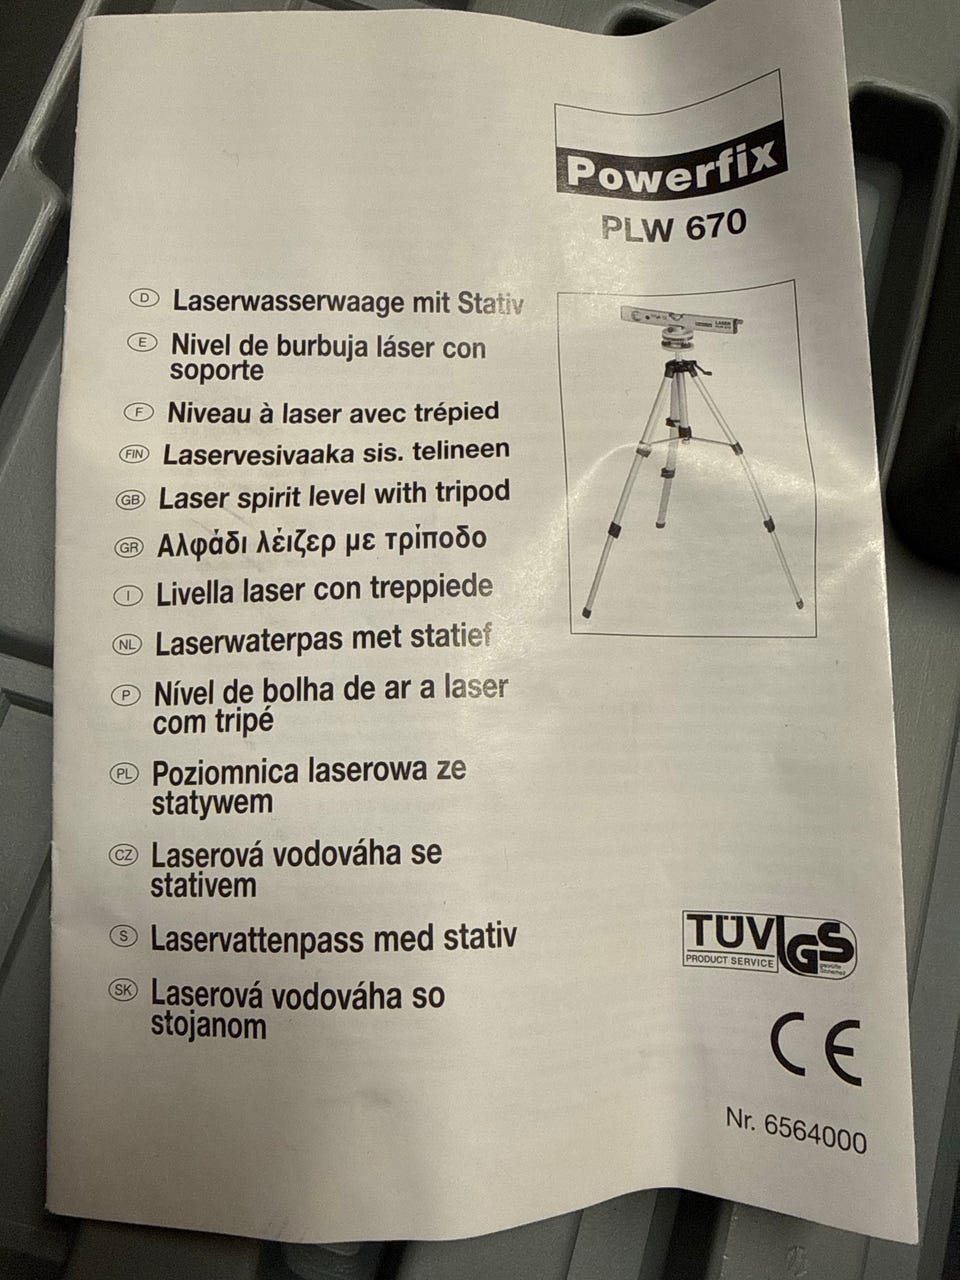 Powerfix
PLW 670
D Laserwasserwaage mit Stativ
E Nivel de burbuja láser con
soporte
F Niveau à laser avec trépied
FIN Laservesivaaka sis. telineen
GB Laser spirit level with tripod
GR Αλφάδι λέιζερ με τρίποδο
I Livella laser con treppiede
NL Laserwaterpas met statief
P Nível de bolha de ar a laser
com tripé
PL Poziomnica laserowa ze
statywem
CZ Laserová vodováha se
stativem
S Laservattenpass med stativ
SK Laserová vodováha so
stojanom
LASER
TÜV GS
PRODUCT SERVICE
geprüfte
Sicherheit
CE
Nr. 6564000